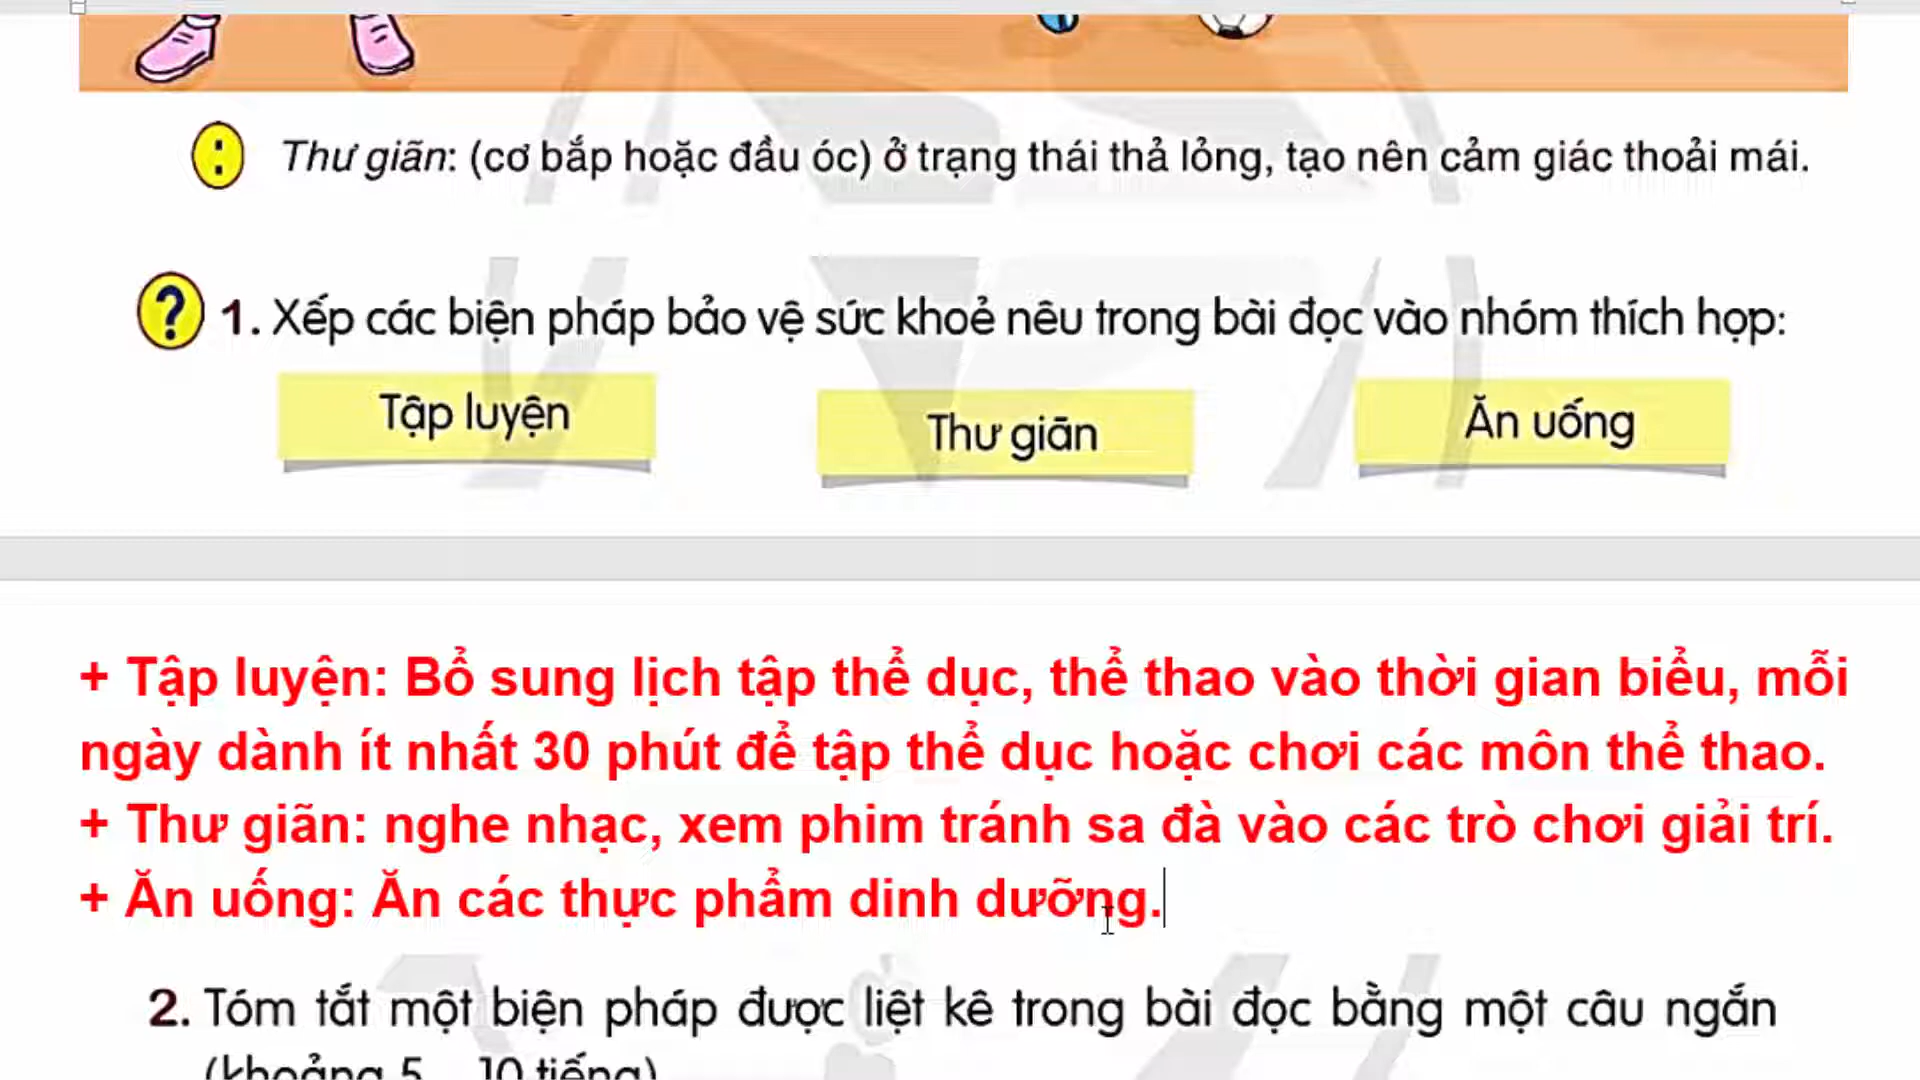 Thư giãn: (cơ bắp hoặc đầu óc) ở trạng thái thả lỏng, tạo nên cảm giác thoải mái.
? 1. Xếp các biện pháp bảo vệ sức khoẻ nêu trong bài đọc vào nhóm thích hợp:
Tập luyện
Thư giãn
Ăn uống
+ Tập luyện: Bổ sung lịch tập thể dục, thể thao vào thời gian biểu, mỗi
ngày dành ít nhất 30 phút để tập thể dục hoặc chơi các môn thể thao.
+ Thư giãn: nghe nhạc, xem phim tránh sa đà vào các trò chơi giải trí.
+ Ăn uống: Ăn các thực phẩm dinh dưỡng.
2. Tóm tắt một biện pháp được liệt kê trong bài đọc bằng một câu ngắn
(khoảng 5 – 10 tiếng)